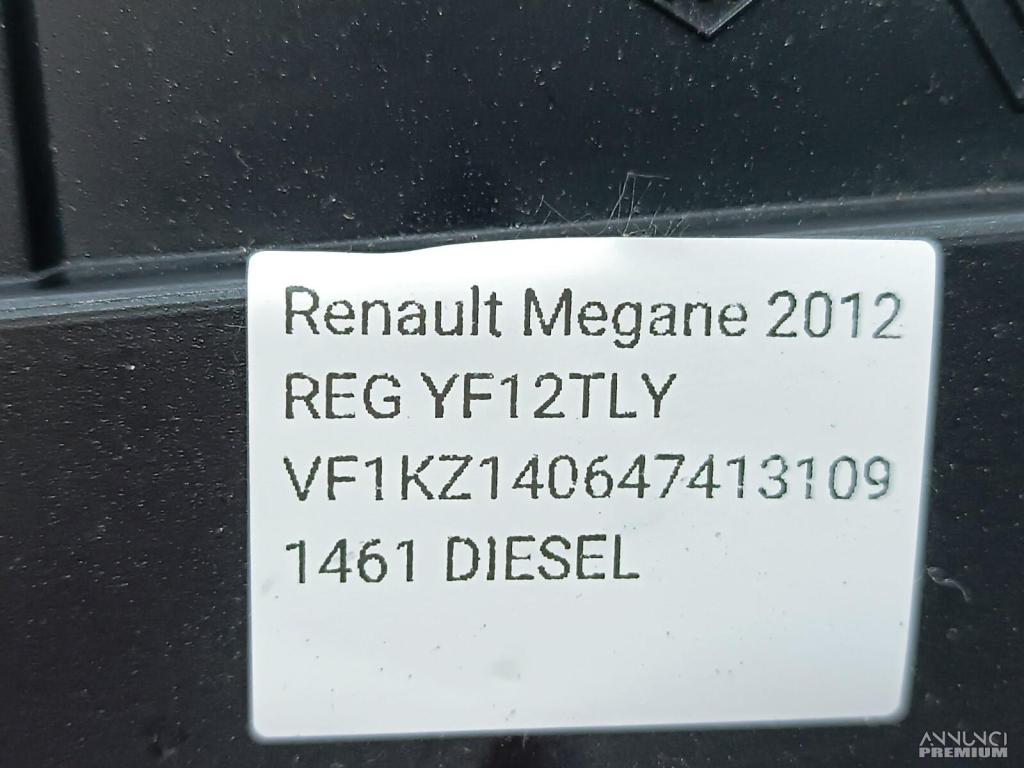 Renault Megane 2012
REG YF12TLY
VF1KZ140647413109
1461 DIESEL
ANNUNCI
PREMIUM